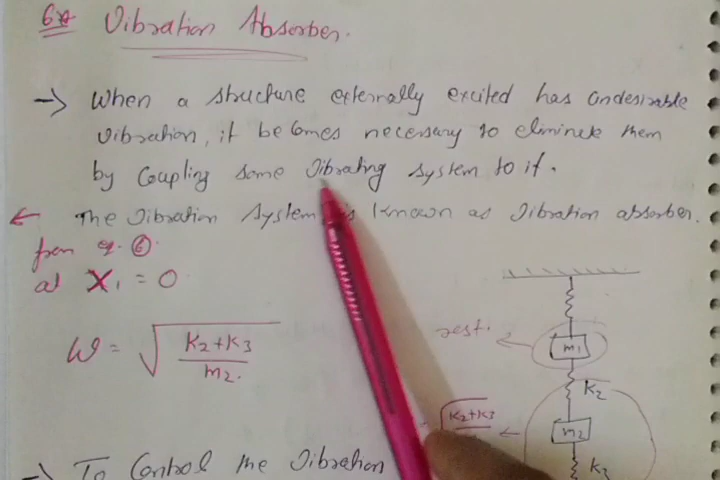 6* Vibration Absorber.
→ When a structure externally excited has undesirable
vibration, it becomes necessary to eliminate them
by Coupling some vibrating system to it.
← The vibration system is known as vibration absorber.
from eq. ⑥
at X₁ = 0
ω = √(K₂+K₃ / m₂.)
rest.
m₁
K₂
√K₂+K₃
m₂
K₃
→ To Control the vibration